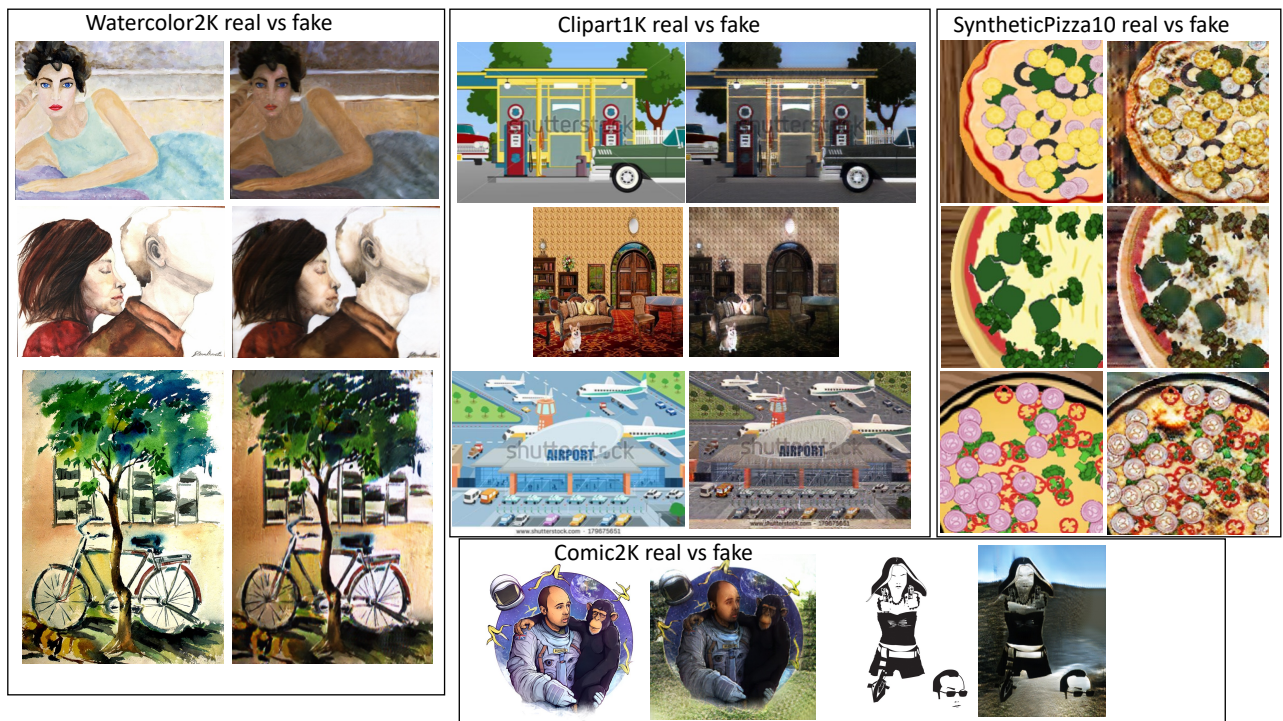 Watercolor2K real vs fake
Clipart1K real vs fake
SyntheticPizza10 real vs fake
shutterstock
shutterstock
shutterstock
AIRPORT
shutterstock
AIRPORT
www.shutterstock.com · 179675651
www.shutterstock.com · 179675651
Comic2K real vs fake